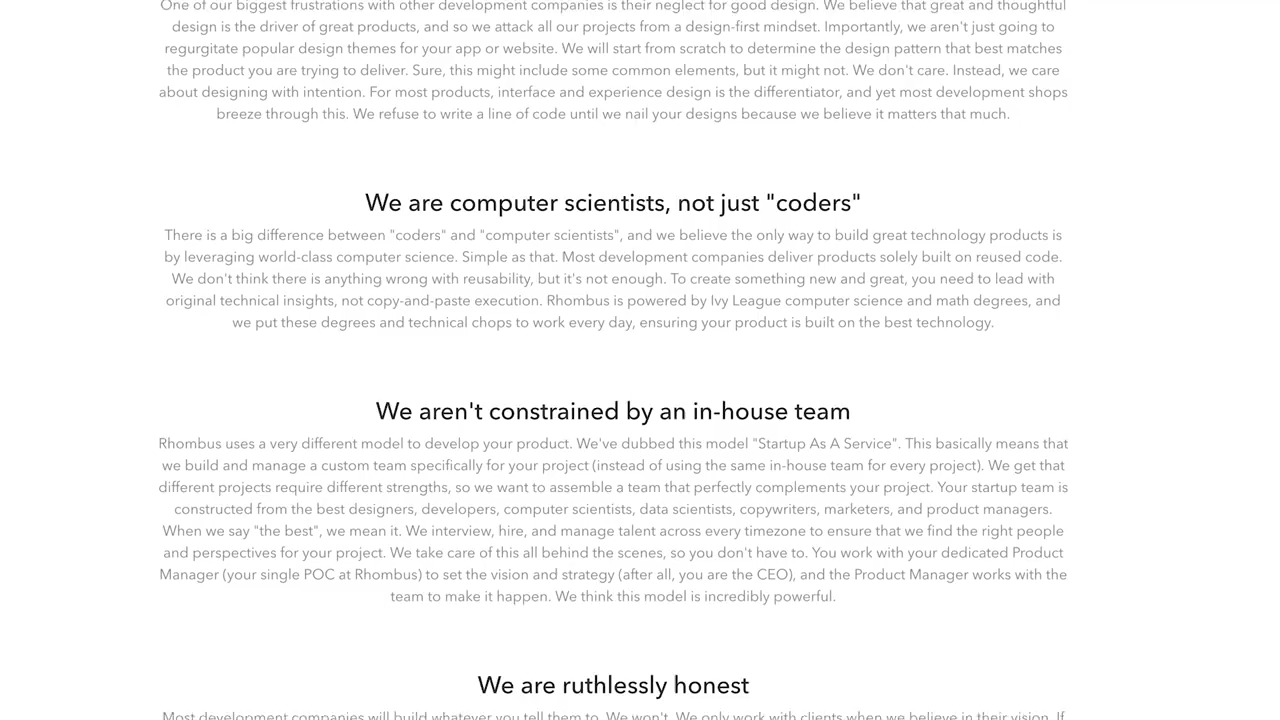 One of our biggest frustrations with other development companies is their neglect for good design. We believe that great and thoughtful
design is the driver of great products, and so we attack all our projects from a design-first mindset. Importantly, we aren't just going to
regurgitate popular design themes for your app or website. We will start from scratch to determine the design pattern that best matches
the product you are trying to deliver. Sure, this might include some common elements, but it might not. We don't care. Instead, we care
about designing with intention. For most products, interface and experience design is the differentiator, and yet most development shops
breeze through this. We refuse to write a line of code until we nail your designs because we believe it matters that much.
We are computer scientists, not just "coders"
There is a big difference between "coders" and "computer scientists", and we believe the only way to build great technology products is
by leveraging world-class computer science. Simple as that. Most development companies deliver products solely built on reused code.
We don't think there is anything wrong with reusability, but it's not enough. To create something new and great, you need to lead with
original technical insights, not copy-and-paste execution. Rhombus is powered by Ivy League computer science and math degrees, and
we put these degrees and technical chops to work every day, ensuring your product is built on the best technology.
We aren't constrained by an in-house team
Rhombus uses a very different model to develop your product. We've dubbed this model "Startup As A Service". This basically means that
we build and manage a custom team specifically for your project (instead of using the same in-house team for every project). We get that
different projects require different strengths, so we want to assemble a team that perfectly complements your project. Your startup team is
constructed from the best designers, developers, computer scientists, data scientists, copywriters, marketers, and product managers.
When we say "the best", we mean it. We interview, hire, and manage talent across every timezone to ensure that we find the right people
and perspectives for your project. We take care of this all behind the scenes, so you don't have to. You work with your dedicated Product
Manager (your single POC at Rhombus) to set the vision and strategy (after all, you are the CEO), and the Product Manager works with the
team to make it happen. We think this model is incredibly powerful.
We are ruthlessly honest
Most development companies will build whatever you tell them to. We won't. We only work with clients when we believe in their vision. If